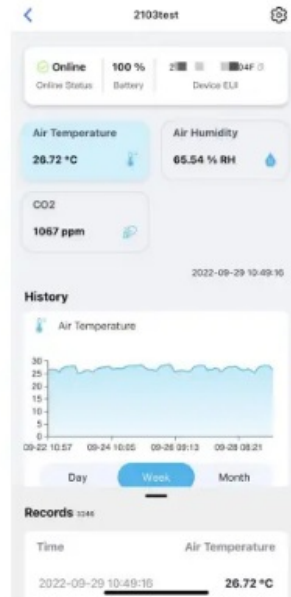 2103test
Online 100 %
Online Status Battery Device EUI
Air Temperature Air Humidity
26.72 °C 65.54 % RH
CO2
1067 ppm
2022-09-29 10:49:16
History
Air Temperature
30
25
20
15
10
5
0
09-22 10:57 09-24 10:05 09-26 09:13 09-28 08:21
Day Week Month
Records
Time Air Temperature
2022-09-29 10:49:16 26.72 °C